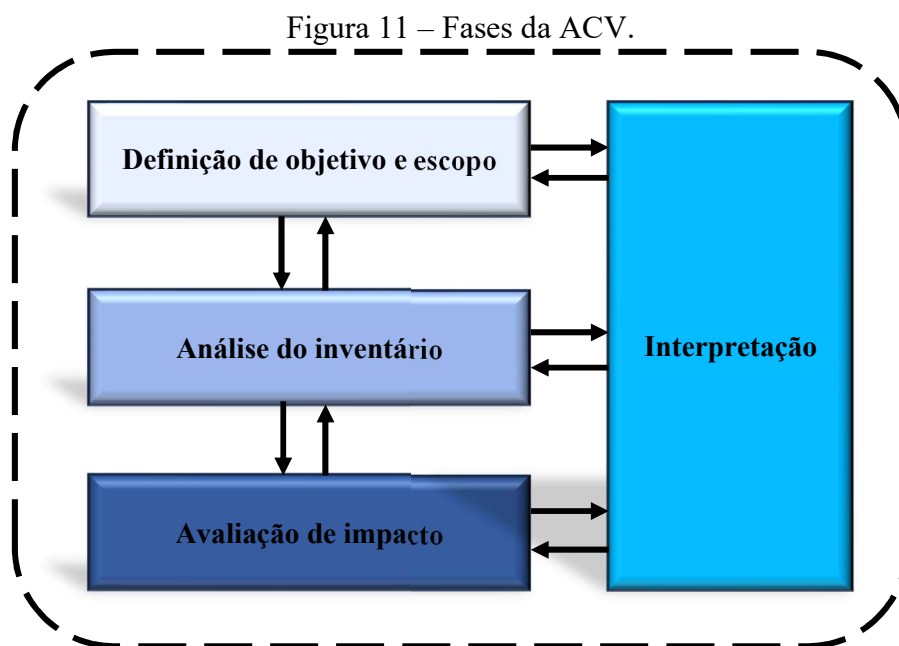 Figura 11 – Fases da ACV.
Definição de objetivo e escopo
Análise do inventário
Interpretação
Avaliação de impacto